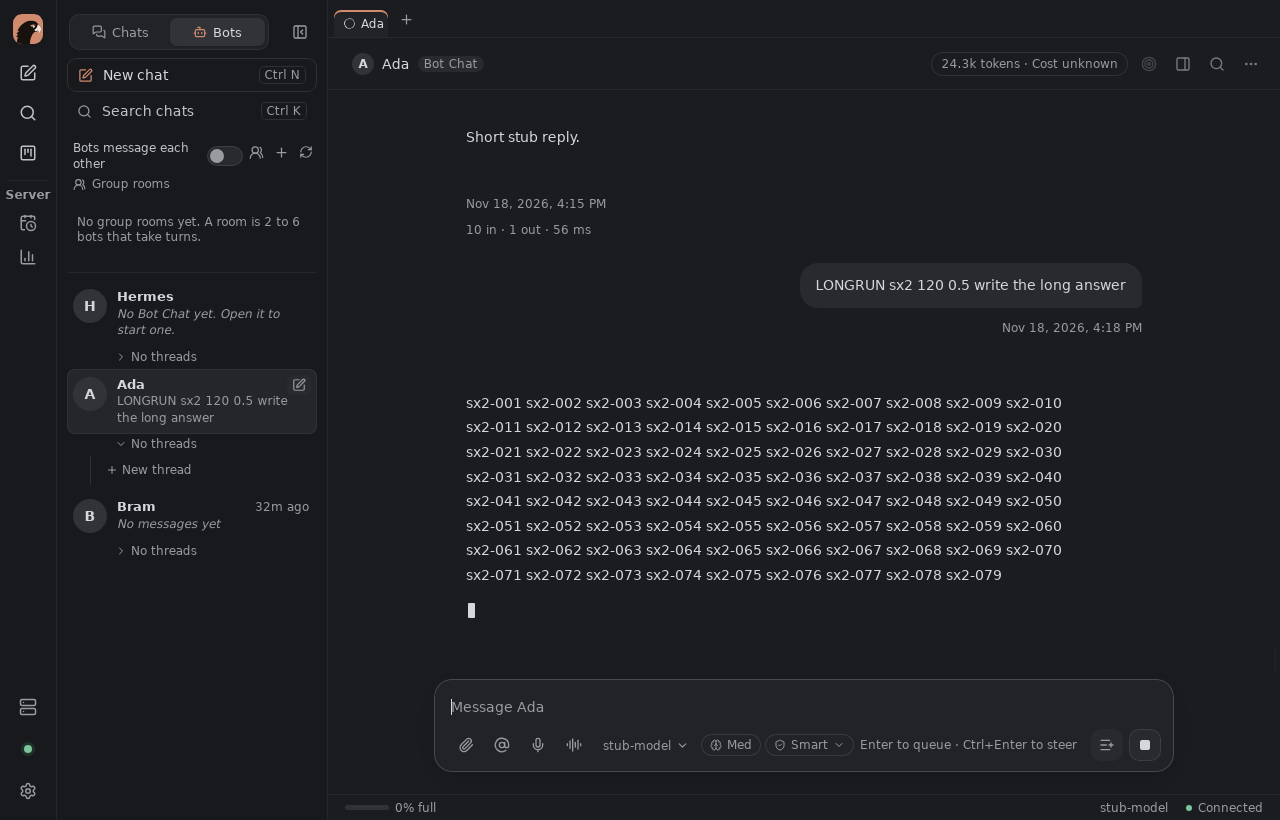 Chats
Bots
New chat
Ctrl N
Search chats
Ctrl K
Bots message each
other
Group rooms
No group rooms yet. A room is 2 to 6
bots that take turns.
Server
H
Hermes
No Bot Chat yet. Open it to
start one.
No threads
A
Ada
LONGRUN sx2 120 0.5 write
the long answer
No threads
New thread
B
Bram
32m ago
No messages yet
No threads
Ada
A
Ada
Bot Chat
24.3k tokens · Cost unknown
Short stub reply.
Nov 18, 2026, 4:15 PM
10 in · 1 out · 56 ms
LONGRUN sx2 120 0.5 write the long answer
Nov 18, 2026, 4:18 PM
sx2-001 sx2-002 sx2-003 sx2-004 sx2-005 sx2-006 sx2-007 sx2-008 sx2-009 sx2-010
sx2-011 sx2-012 sx2-013 sx2-014 sx2-015 sx2-016 sx2-017 sx2-018 sx2-019 sx2-020
sx2-021 sx2-022 sx2-023 sx2-024 sx2-025 sx2-026 sx2-027 sx2-028 sx2-029 sx2-030
sx2-031 sx2-032 sx2-033 sx2-034 sx2-035 sx2-036 sx2-037 sx2-038 sx2-039 sx2-040
sx2-041 sx2-042 sx2-043 sx2-044 sx2-045 sx2-046 sx2-047 sx2-048 sx2-049 sx2-050
sx2-051 sx2-052 sx2-053 sx2-054 sx2-055 sx2-056 sx2-057 sx2-058 sx2-059 sx2-060
sx2-061 sx2-062 sx2-063 sx2-064 sx2-065 sx2-066 sx2-067 sx2-068 sx2-069 sx2-070
sx2-071 sx2-072 sx2-073 sx2-074 sx2-075 sx2-076 sx2-077 sx2-078 sx2-079
Message Ada
stub-model
Med
Smart
Enter to queue · Ctrl+Enter to steer
0% full
stub-model
Connected